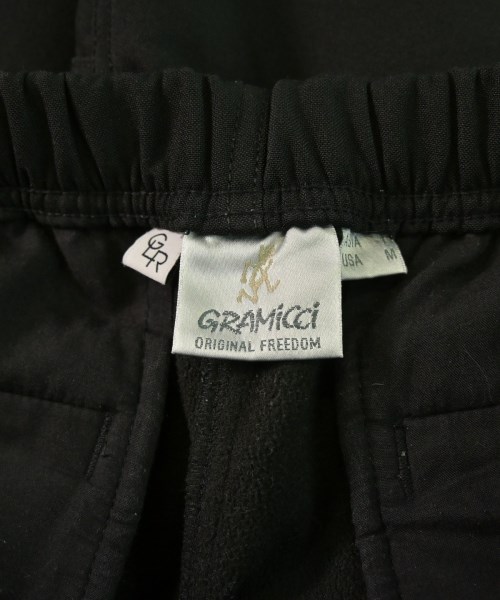 GLR
GRAMiCCi
ORIGINAL FREEDOM
USA M